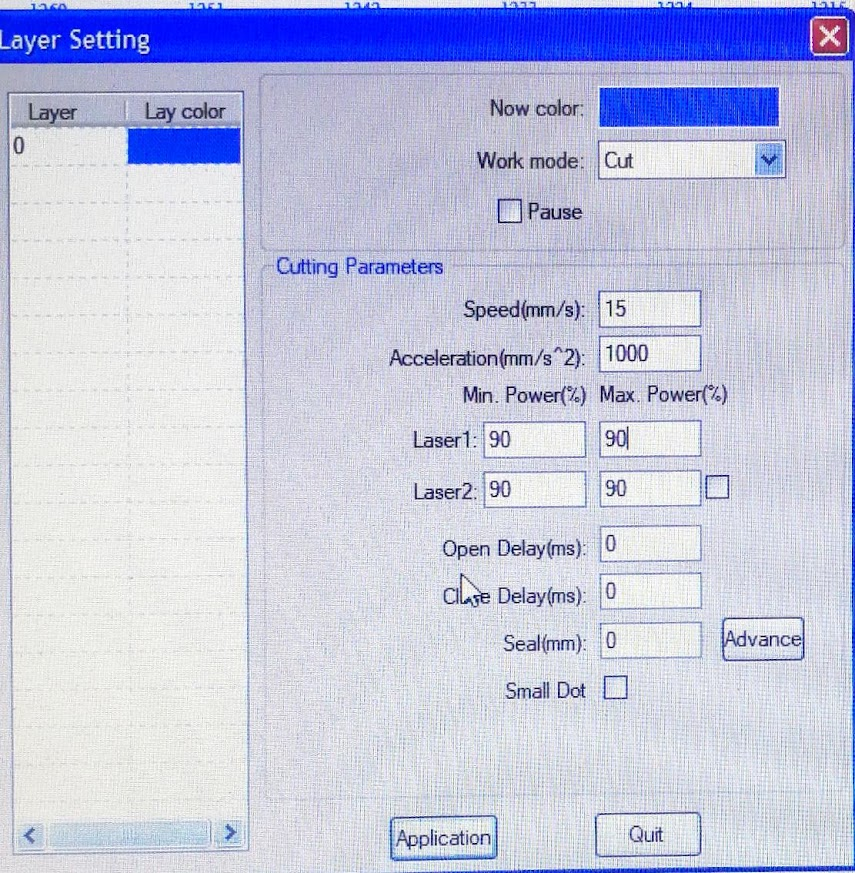 Layer Setting
Layer Lay color
0
Now color:
Work mode: Cut
Pause
Cutting Parameters
Speed(mm/s): 15
Acceleration(mm/s^2): 1000
Min. Power(%) Max. Power(%)
Laser1: 90 90
Laser2: 90 90
Open Delay(ms): 0
Close Delay(ms): 0
Seal(mm): 0 Advance
Small Dot
Application Quit